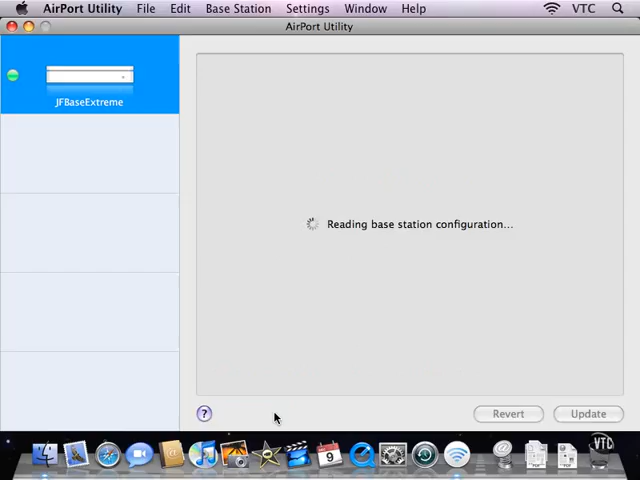 AirPort Utility File Edit Base Station Settings Window Help VTC
AirPort Utility
JFBaseExtreme
Reading base station configuration...
?
Revert Update
9
VTC